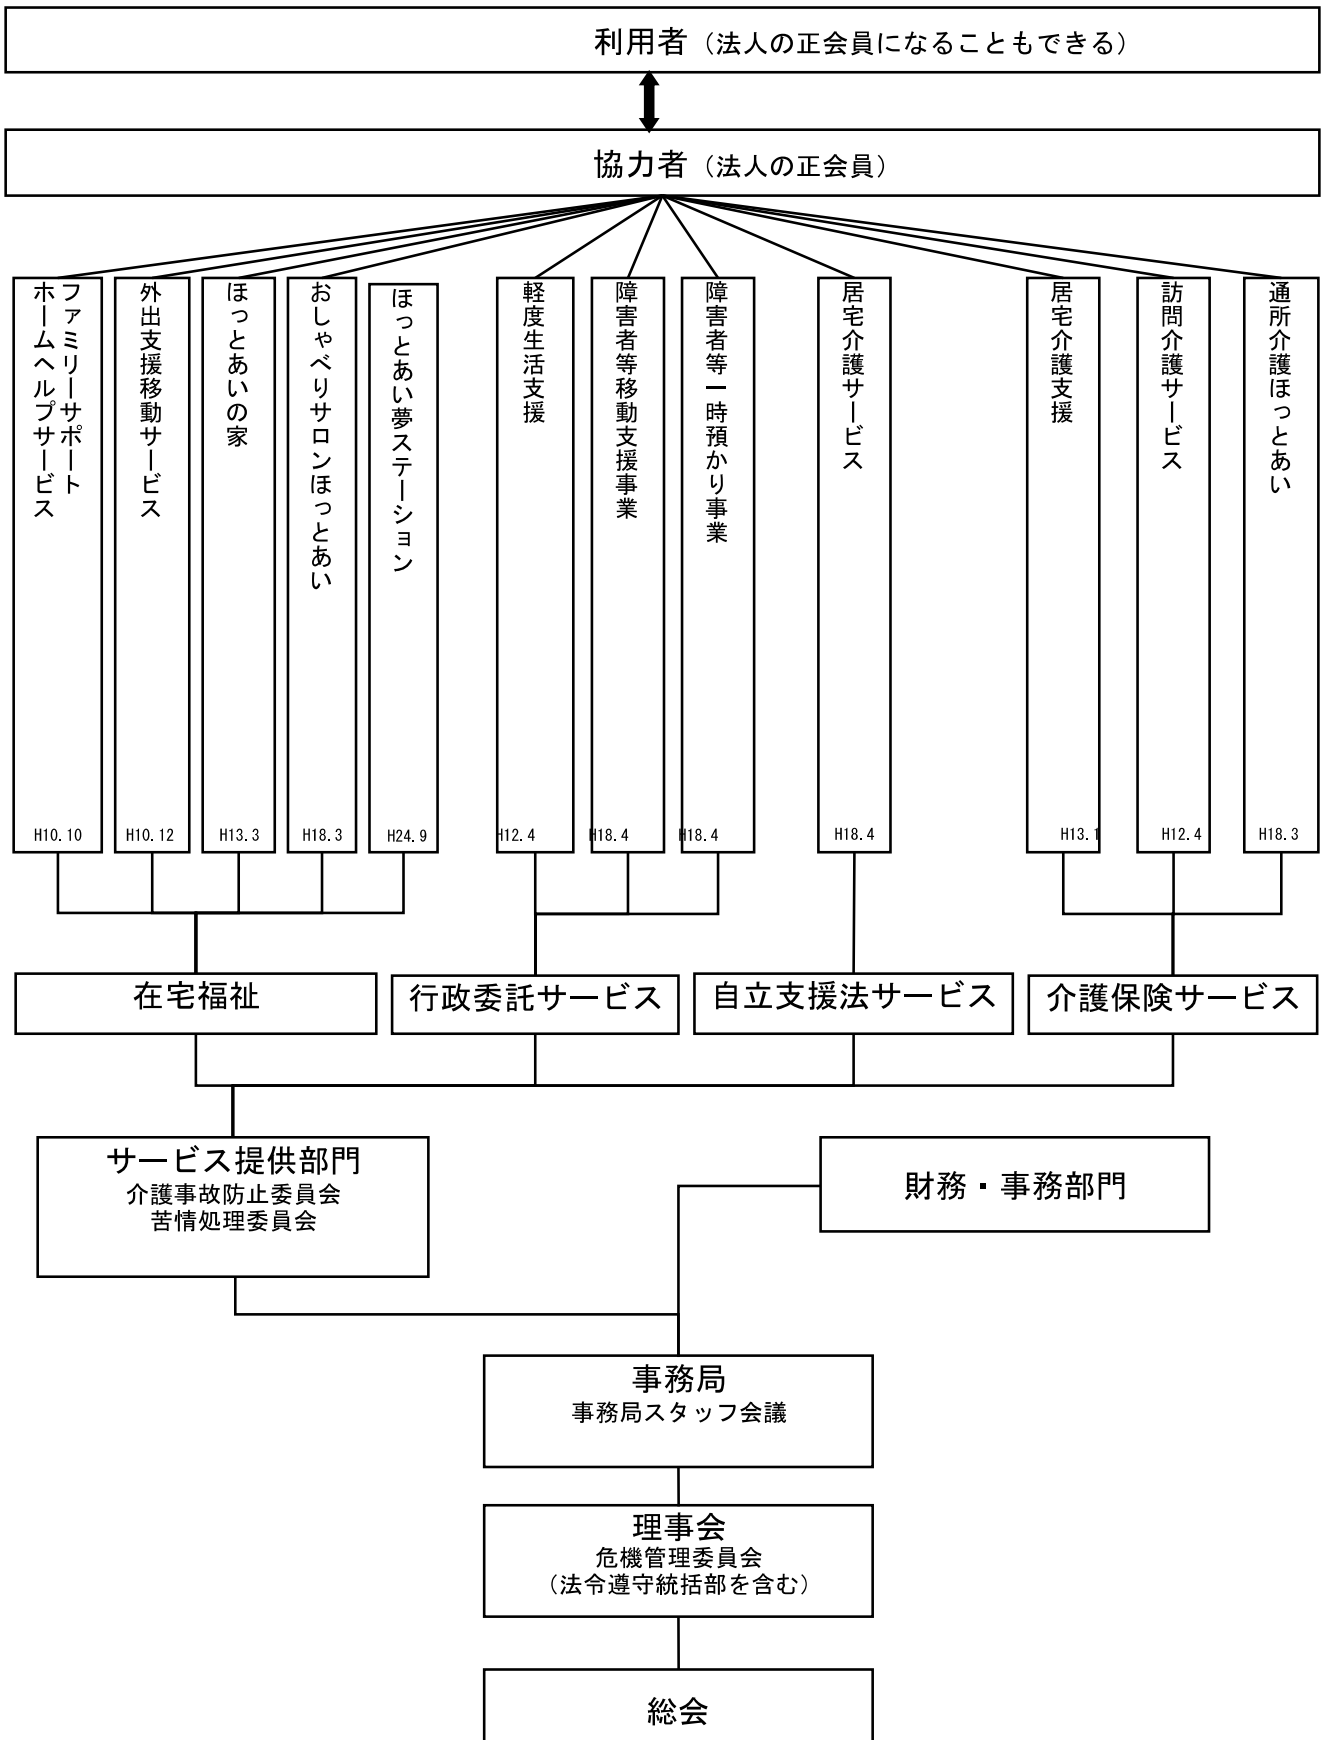 利用者（法人の正会員になることもできる）
協力者（法人の正会員）
ファミリーサポート
ホームヘルプサービス
H10.10
外出支援移動サービス
H10.12
ほっとあいの家
H13.3
おしゃべりサロンほっとあい
H18.3
ほっとあい夢ステーション
H24.9
軽度生活支援
H12.4
障害者等移動支援事業
H18.4
障害者等一時預かり事業
H18.4
居宅介護サービス
H18.4
居宅介護支援
H13.1
訪問介護サービス
H12.4
通所介護ほっとあい
H18.3
在宅福祉
行政委託サービス
自立支援法サービス
介護保険サービス
サービス提供部門
介護事故防止委員会
苦情処理委員会
財務・事務部門
事務局
事務局スタッフ会議
理事会
危機管理委員会
（法令遵守統括部を含む）
総会